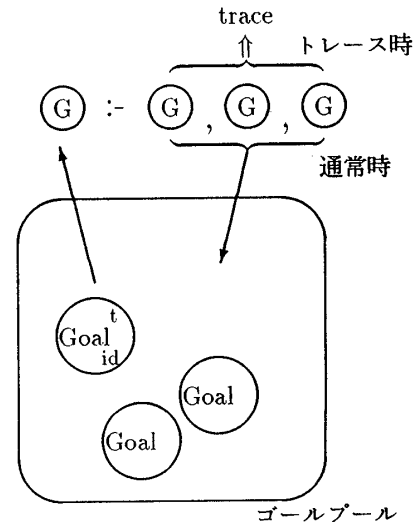 trace
⇑ トレース時
G :- G , G , G
通常時
Goal t id
Goal
Goal
ゴールプール